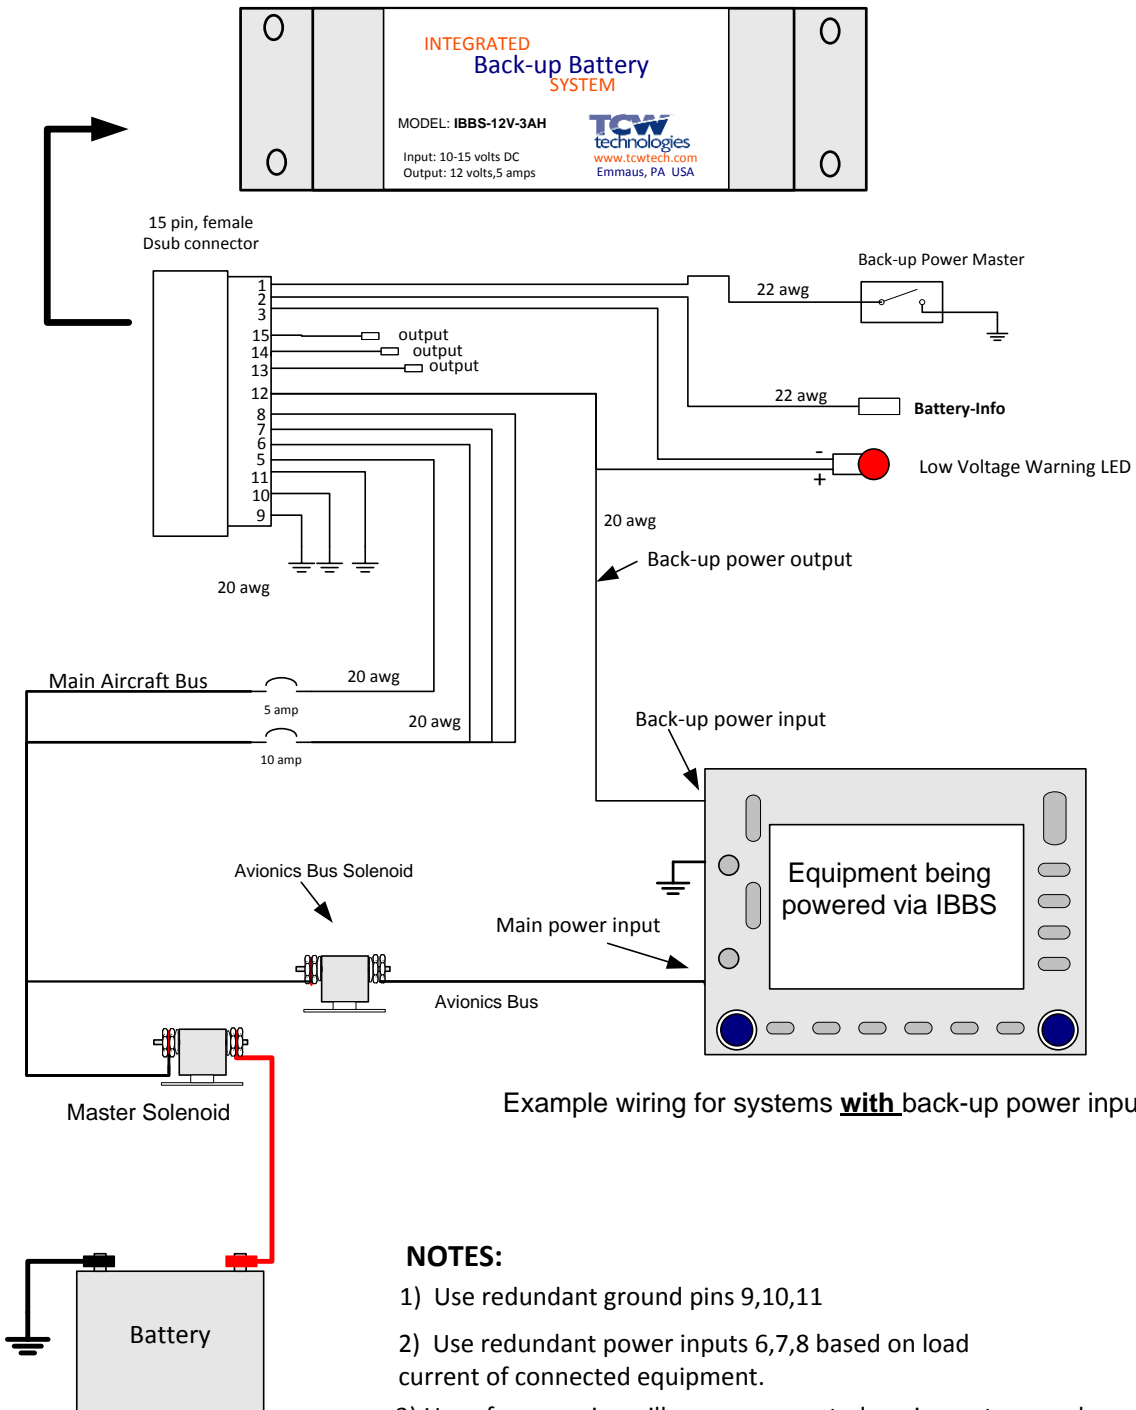 INTEGRATED
Back-up Battery
SYSTEM
MODEL: IBBS-12V-3AH
Input: 10-15 volts DC
Output: 12 volts,5 amps
TCW
technologies
www.tcwtech.com
Emmaus, PA USA
15 pin, female
Dsub connector
1
2
3
15
14
13
12
8
7
6
5
11
10
9
output
output
output
22 awg
Back-up Power Master
22 awg
Battery-Info
-
+
Low Voltage Warning LED
20 awg
Back-up power output
20 awg
Main Aircraft Bus
20 awg
5 amp
20 awg
10 amp
Back-up power input
Equipment being
powered via IBBS
Avionics Bus Solenoid
Main power input
Avionics Bus
Master Solenoid
Example wiring for systems with back-up power inpu
Battery
NOTES:
1) Use redundant ground pins 9,10,11
2) Use redundant power inputs 6,7,8 based on load
current of connected equipment.